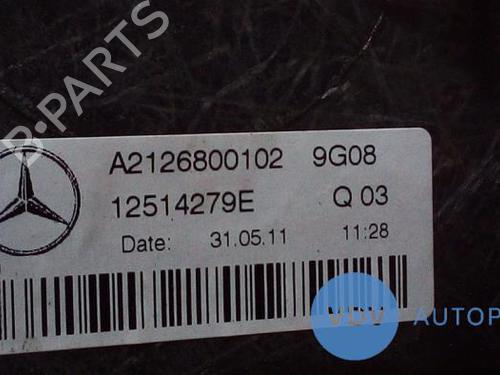 B-PARTS
A2126800102 9G08
12514279E Q 03
Date: 31.05.11 11:28
VDV AUTOP